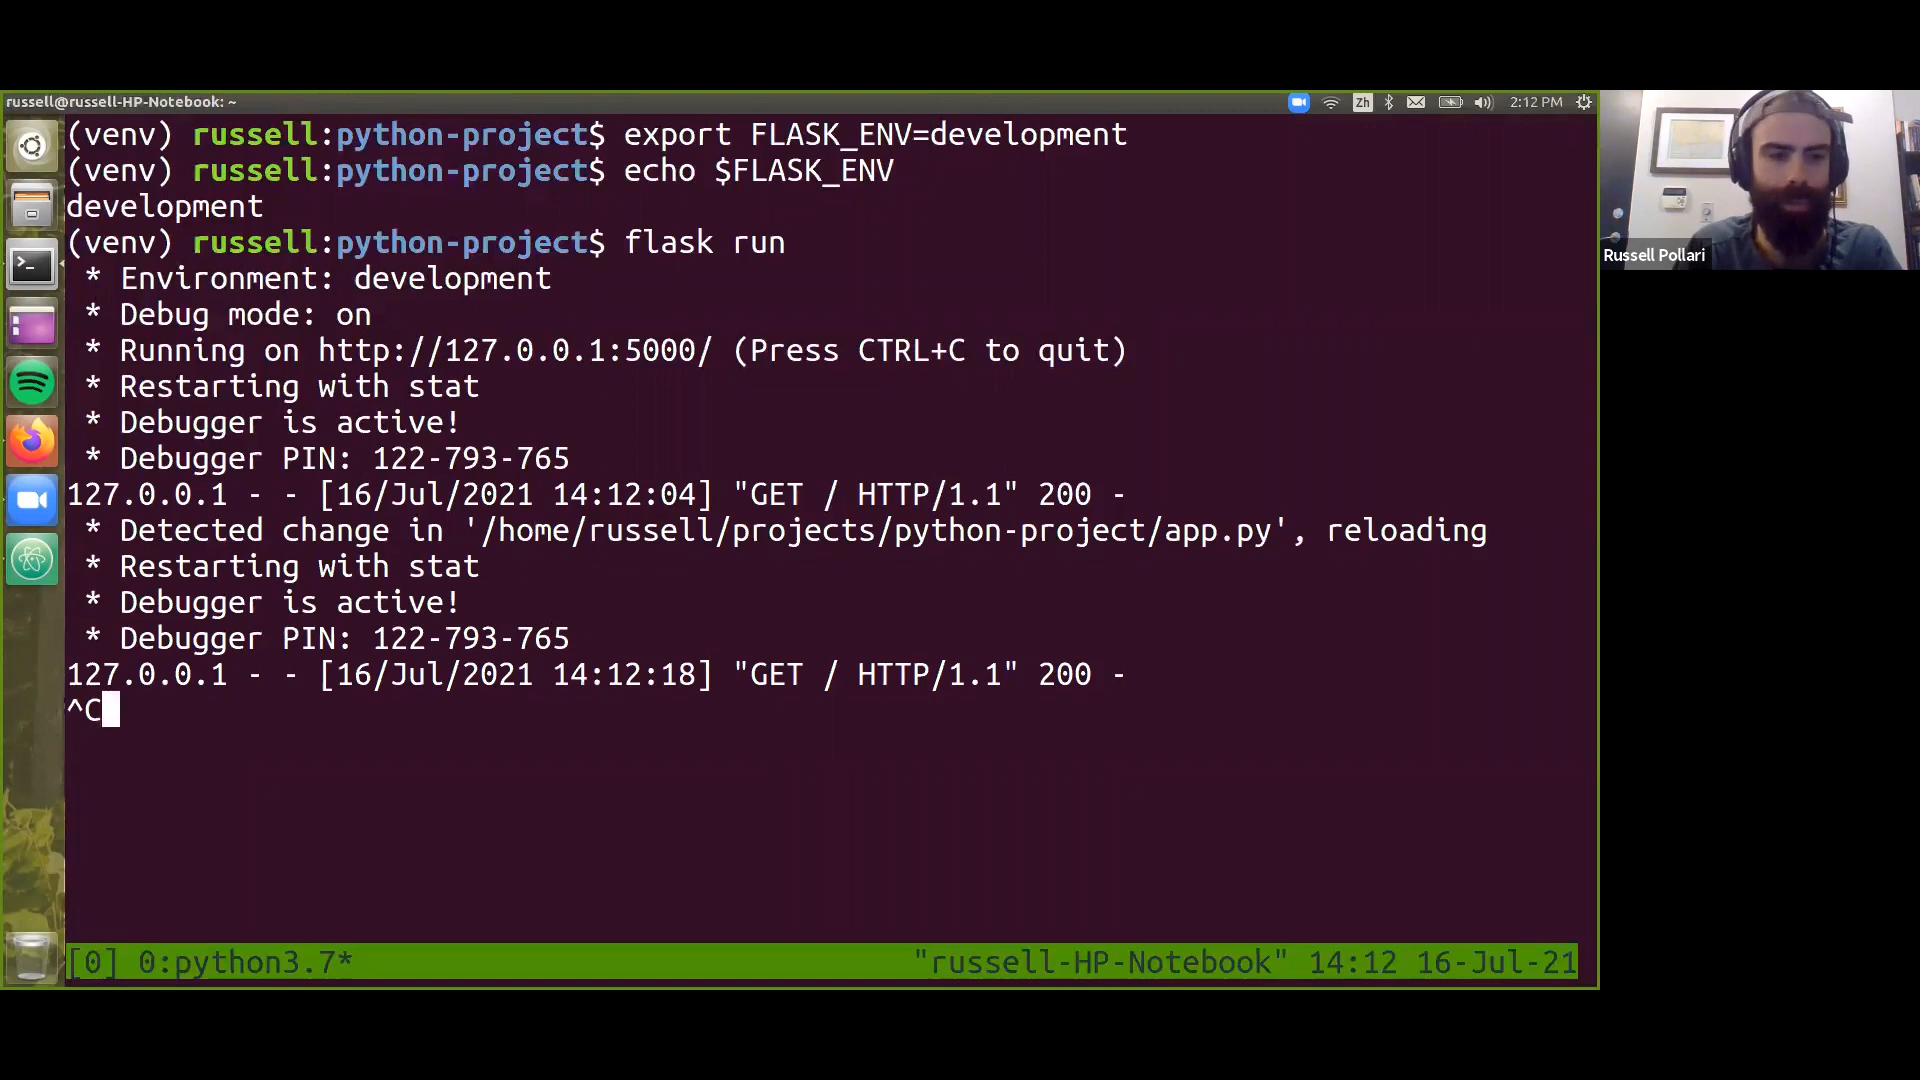 russell@russell-HP-Notebook: ~
Zh
2:12 PM
(venv) russell:python-project$ export FLASK_ENV=development
(venv) russell:python-project$ echo $FLASK_ENV
development
(venv) russell:python-project$ flask run
* Environment: development
* Debug mode: on
* Running on http://127.0.0.1:5000/ (Press CTRL+C to quit)
* Restarting with stat
* Debugger is active!
* Debugger PIN: 122-793-765
127.0.0.1 - - [16/Jul/2021 14:12:04] "GET / HTTP/1.1" 200 -
* Detected change in '/home/russell/projects/python-project/app.py', reloading
* Restarting with stat
* Debugger is active!
* Debugger PIN: 122-793-765
127.0.0.1 - - [16/Jul/2021 14:12:18] "GET / HTTP/1.1" 200 -
^C
[0] 0:python3.7* "russell-HP-Notebook" 14:12 16-Jul-21
Russell Pollari